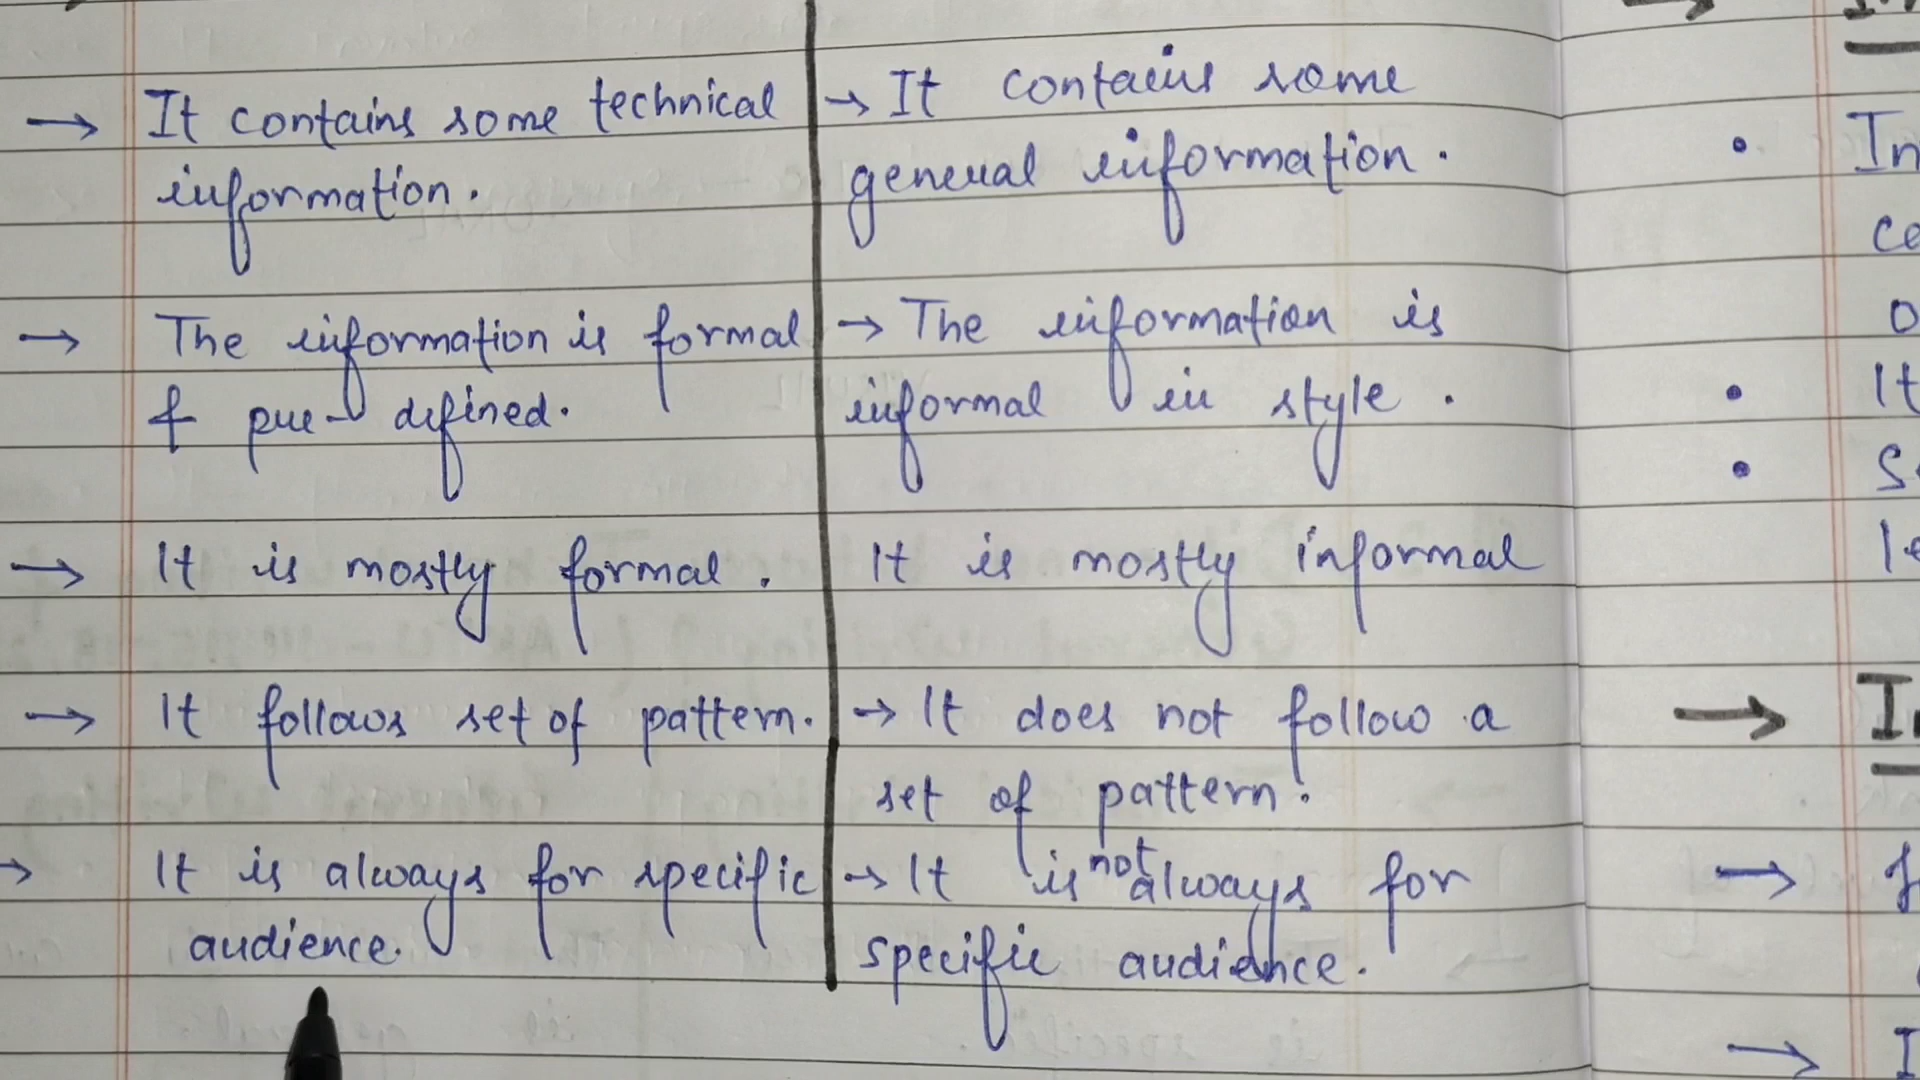 → It contains some technical
information.
→ The information is formal
& pre-defined.
→ It is mostly formal.
→ It follows set of pattern.
→ It is always for specific
audience.
→ It contains some
general information.
→ The information is
informal in style.
It is mostly informal
→ It does not follow a
set of pattern.
→ It is not always for
specific audience.
• In
• It
→ I